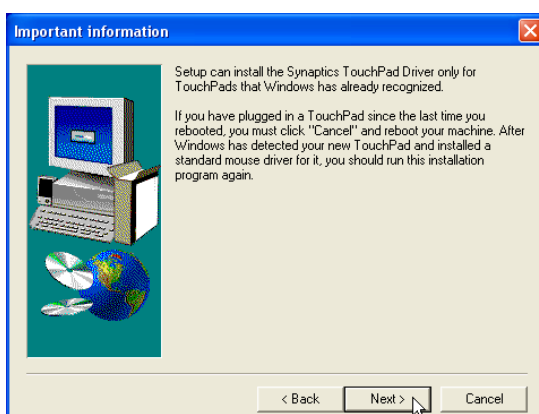 Important information
Setup can install the Synaptics TouchPad Driver only for
TouchPads that Windows has already recognized.
If you have plugged in a TouchPad since the last time you
rebooted, you must click "Cancel" and reboot your machine. After
Windows has detected your new TouchPad and installed a
standard mouse driver for it, you should run this installation
program again.
< Back
Next >
Cancel